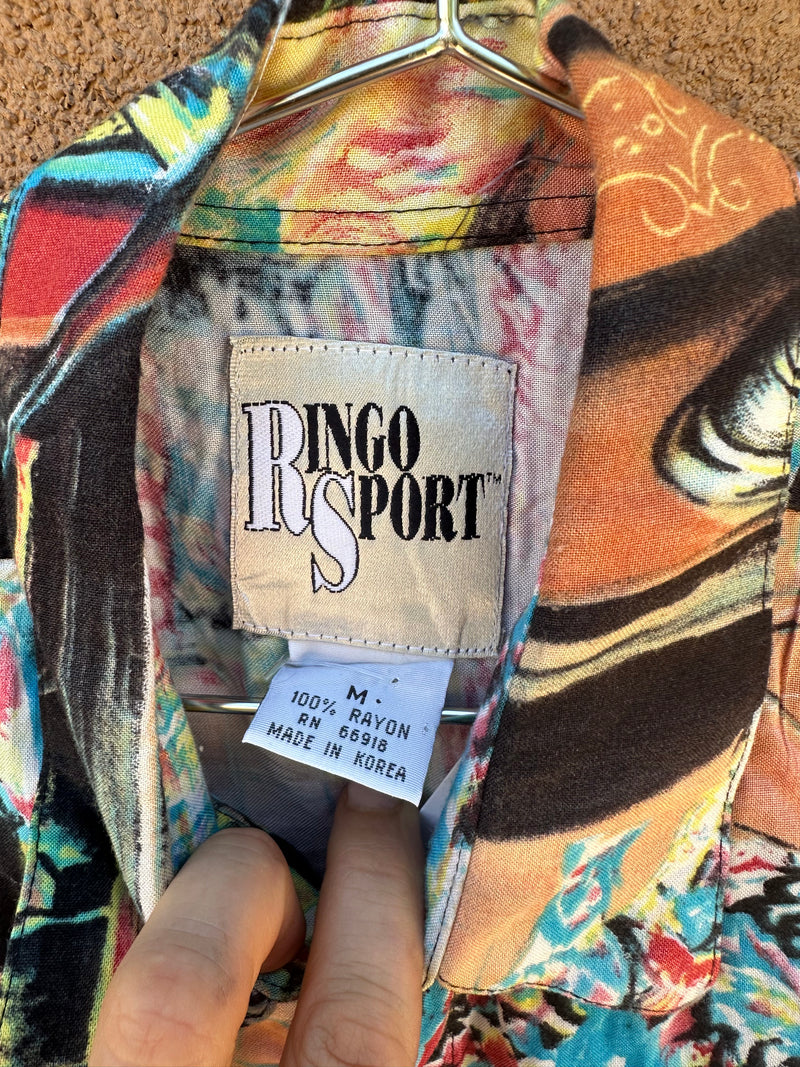 RINGO
SPORT™
M.
100% RAYON
RN 66918
MADE IN KOREA